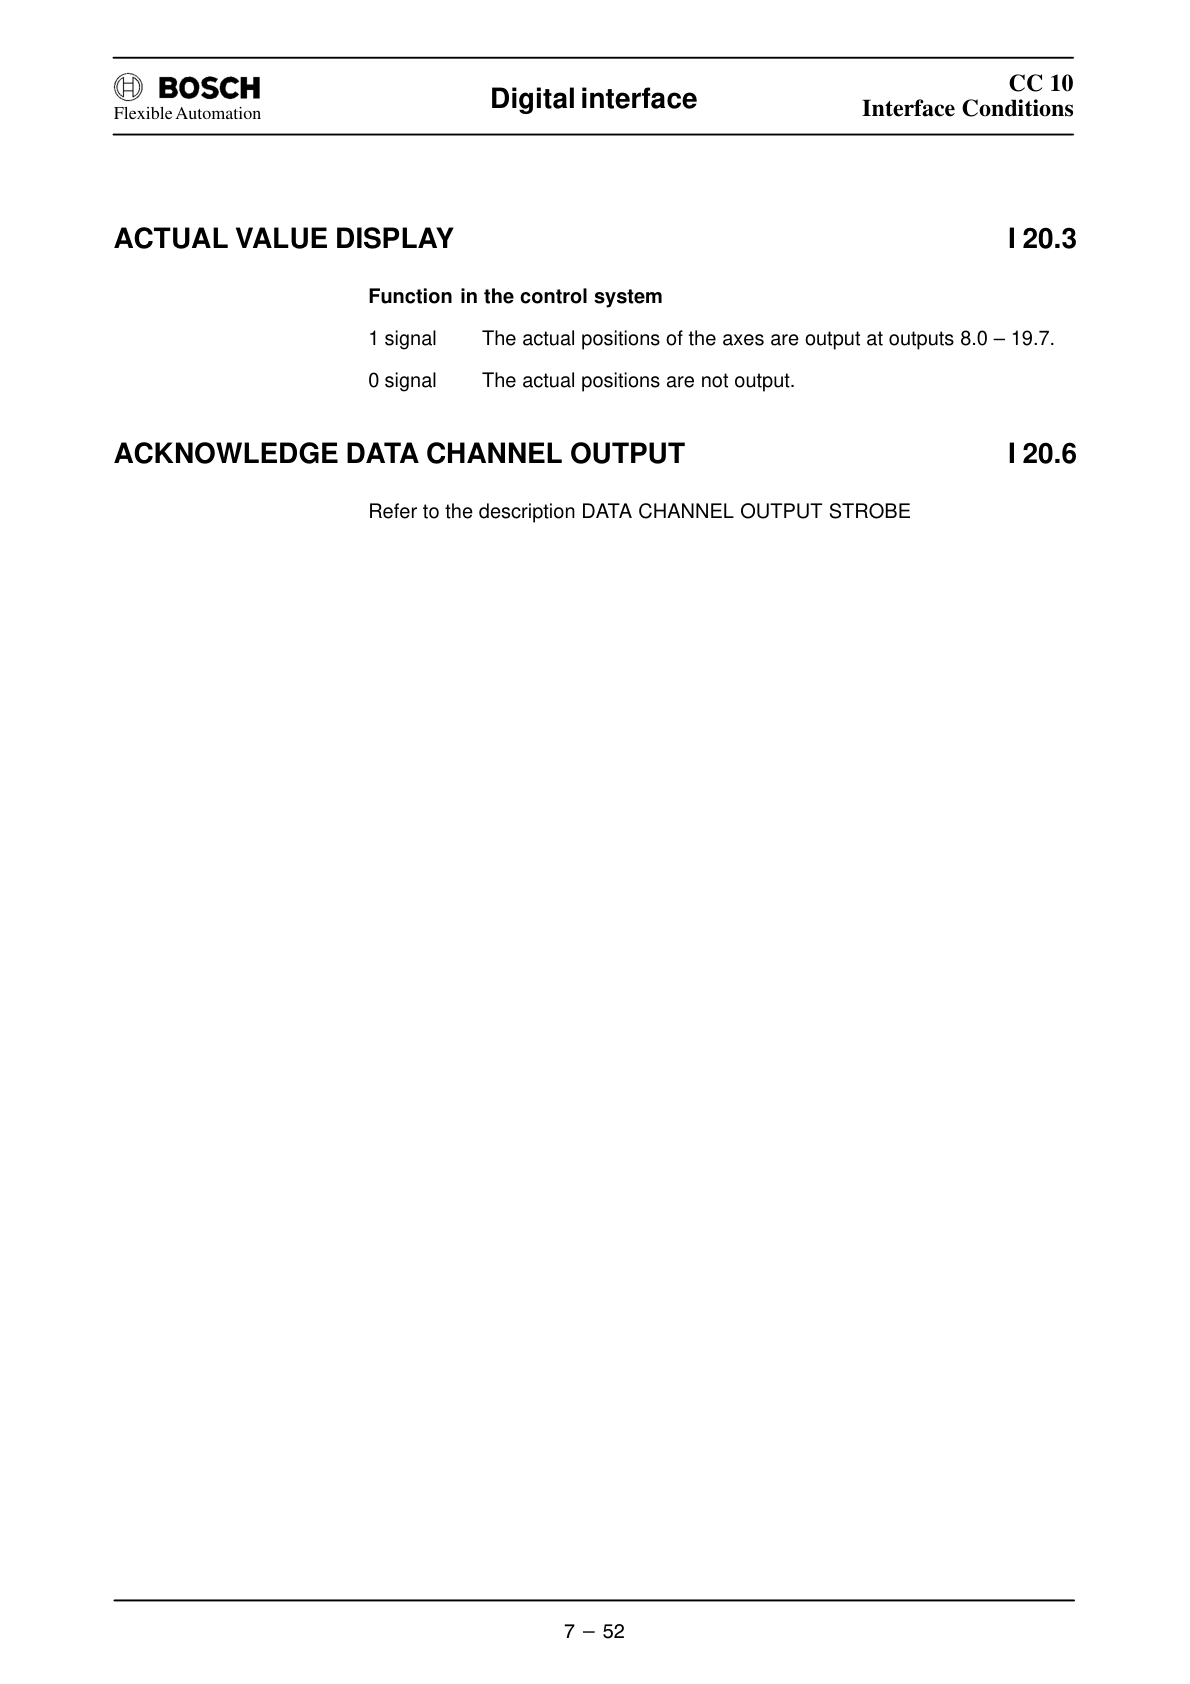 BOSCH
Flexible Automation
Digital interface
CC 10
Interface Conditions
ACTUAL VALUE DISPLAY I 20.3
Function in the control system
1 signal The actual positions of the axes are output at outputs 8.0 – 19.7.
0 signal The actual positions are not output.
ACKNOWLEDGE DATA CHANNEL OUTPUT I 20.6
Refer to the description DATA CHANNEL OUTPUT STROBE
7 – 52